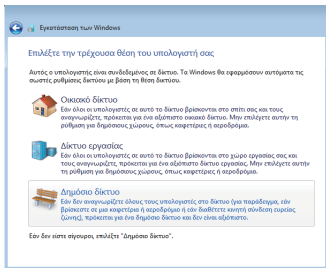 Εγκατάσταση των Windows
Επιλέξτε την τρέχουσα θέση του υπολογιστή σας
Αυτός ο υπολογιστής είναι συνδεδεμένος σε δίκτυο. Τα Windows θα εφαρμόσουν αυτόματα τις
σωστές ρυθμίσεις δικτύου με βάση τη θέση δικτύου.
Οικιακό δίκτυο
Εάν όλοι οι υπολογιστές σε αυτό το δίκτυο βρίσκονται στο σπίτι σας και τους
αναγνωρίζετε, πρόκειται για ένα αξιόπιστο οικιακό δίκτυο. Μην επιλέγετε αυτήν τη
ρύθμιση για δημόσιους χώρους, όπως καφετέριες ή αεροδρόμια.
Δίκτυο εργασίας
Εάν όλοι οι υπολογιστές σε αυτό το δίκτυο βρίσκονται στο χώρο εργασίας σας και
τους αναγνωρίζετε, πρόκειται για ένα αξιόπιστο δίκτυο εργασίας. Μην επιλέγετε αυτήν
τη ρύθμιση για δημόσιους χώρους, όπως καφετέριες ή αεροδρόμια.
Δημόσιο δίκτυο
Εάν δεν αναγνωρίζετε όλους τους υπολογιστές στο δίκτυο (για παράδειγμα, εάν
βρίσκεστε σε μια καφετέρια ή αεροδρόμιο ή εάν διαθέτετε κινητή σύνδεση ευρείας
ζώνης), πρόκειται για ένα δημόσιο δίκτυο και δεν είναι αξιόπιστο.
Εάν δεν είστε σίγουροι, επιλέξτε "Δημόσιο δίκτυο".